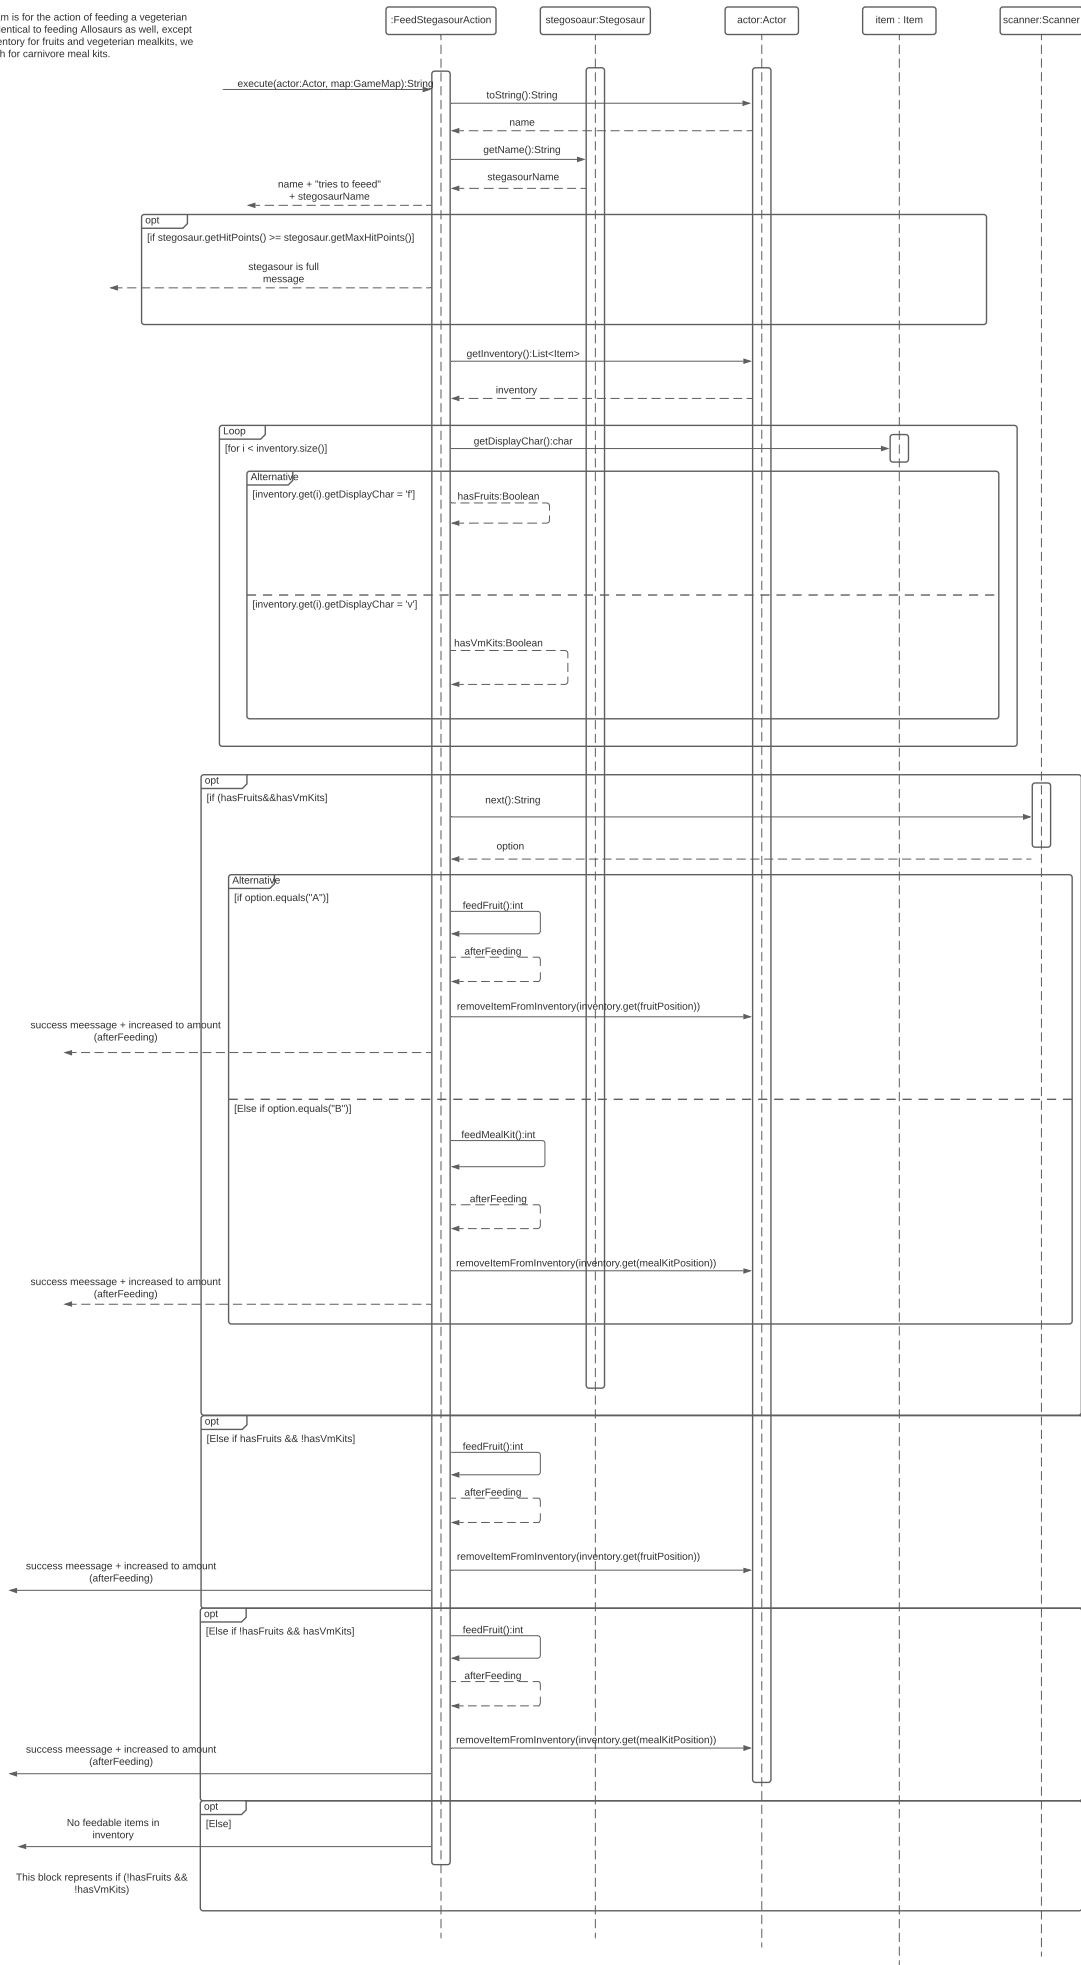 m is for the action of feeding a vegeterian
entical to feeding Allosaurs as well, except
entory for fruits and vegeterian mealkits, we
h for carnivore meal kits.
:FeedStegasourAction
stegosoaur:Stegosaur
actor:Actor
item : Item
scanner:Scanner
execute(actor:Actor, map:GameMap):String
toString():String
name
getName():String
stegasourName
name + "tries to feeed"
+ stegosaurName
opt
[if stegosaur.getHitPoints() >= stegosaur.getMaxHitPoints()]
stegasour is full
message
getInventory():List<Item>
inventory
Loop
[for i < inventory.size()]
getDisplayChar():char
Alternative
[inventory.get(i).getDisplayChar = 'f']
hasFruits:Boolean
[inventory.get(i).getDisplayChar = 'v']
hasVmKits:Boolean
opt
[if (hasFruits&&hasVmKits]
next():String
option
Alternative
[if option.equals("A")]
feedFruit():int
afterFeeding
removeItemFromInventory(inventory.get(fruitPosition))
success meessage + increased to amount
(afterFeeding)
[Else if option.equals("B")]
feedMealKit():int
afterFeeding
removeItemFromInventory(inventory.get(mealKitPosition))
success meessage + increased to amount
(afterFeeding)
opt
[Else if hasFruits && !hasVmKits]
feedFruit():int
afterFeeding
removeItemFromInventory(inventory.get(fruitPosition))
success meessage + increased to amount
(afterFeeding)
opt
[Else if !hasFruits && hasVmKits]
feedFruit():int
afterFeeding
removeItemFromInventory(inventory.get(mealKitPosition))
success meessage + increased to amount
(afterFeeding)
opt
[Else]
No feedable items in
inventory
This block represents if (!hasFruits &&
!hasVmKits)